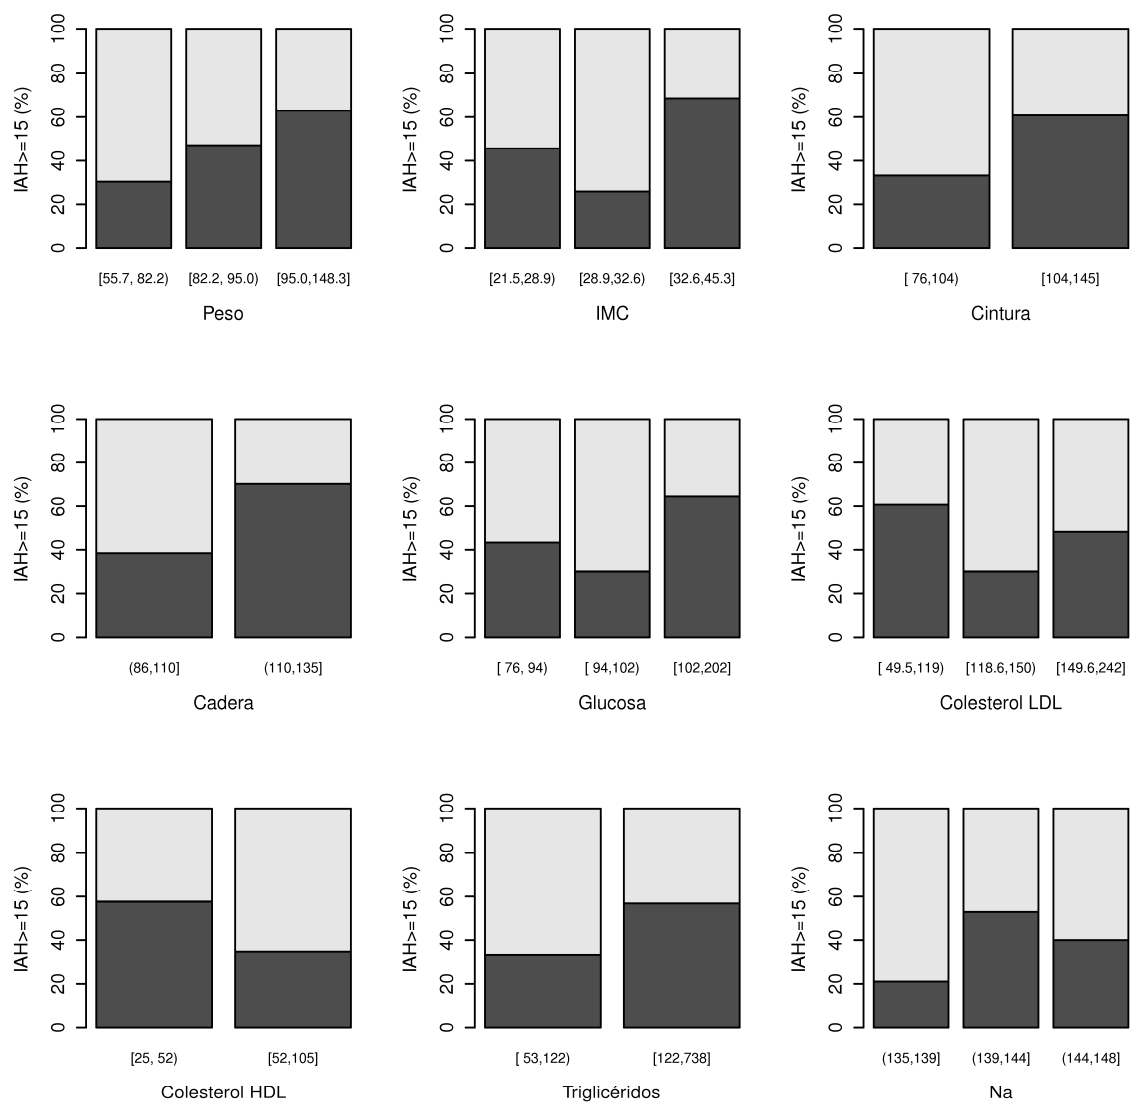 IAH>=15 (%)
0 20 40 60 80 100
[55.7, 82.2) [82.2, 95.0) [95.0,148.3]
Peso
IAH>=15 (%)
0 20 40 60 80 100
[21.5,28.9) [28.9,32.6) [32.6,45.3]
IMC
IAH>=15 (%)
0 20 40 60 80 100
[ 76,104) [104,145]
Cintura
IAH>=15 (%)
0 20 40 60 80 100
(86,110] (110,135]
Cadera
IAH>=15 (%)
0 20 40 60 80 100
[ 76, 94) [ 94,102) [102,202]
Glucosa
IAH>=15 (%)
0 20 40 60 80 100
[ 49.5,119) [118.6,150) [149.6,242]
Colesterol LDL
IAH>=15 (%)
0 20 40 60 80 100
[25, 52) [52,105]
Colesterol HDL
IAH>=15 (%)
0 20 40 60 80 100
[ 53,122) [122,738]
Triglicéridos
IAH>=15 (%)
0 20 40 60 80 100
(135,139] (139,144] (144,148]
Na